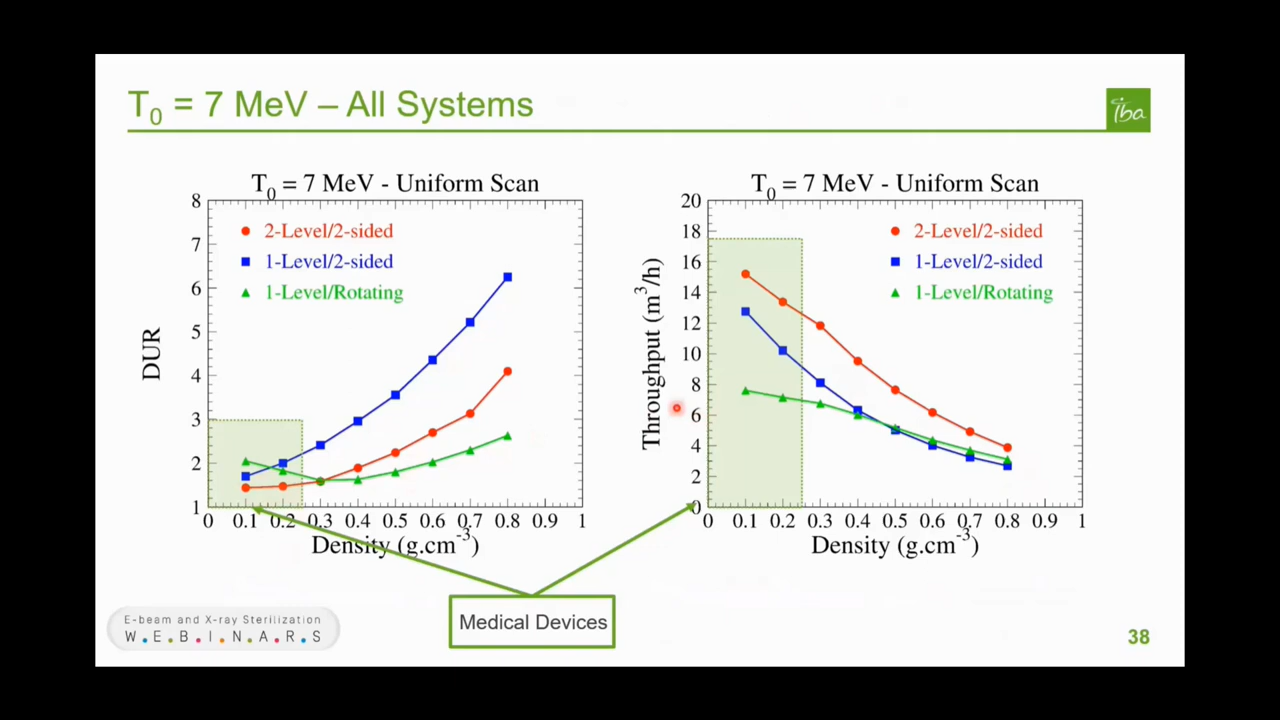 T0 = 7 MeV – All Systems
iba
T0 = 7 MeV - Uniform Scan
8
7
6
5
4
3
2
1
DUR
2-Level/2-sided
1-Level/2-sided
1-Level/Rotating
0 0.1 0.2 0.3 0.4 0.5 0.6 0.7 0.8 0.9 1
Density (g.cm-3)
T0 = 7 MeV - Uniform Scan
20
18
16
14
12
10
8
6
4
2
0
Throughput (m3/h)
2-Level/2-sided
1-Level/2-sided
1-Level/Rotating
0 0.1 0.2 0.3 0.4 0.5 0.6 0.7 0.8 0.9 1
Density (g.cm-3)
Medical Devices
E-beam and X-ray Sterilization
W.E.B.I.N.A.R.S
38